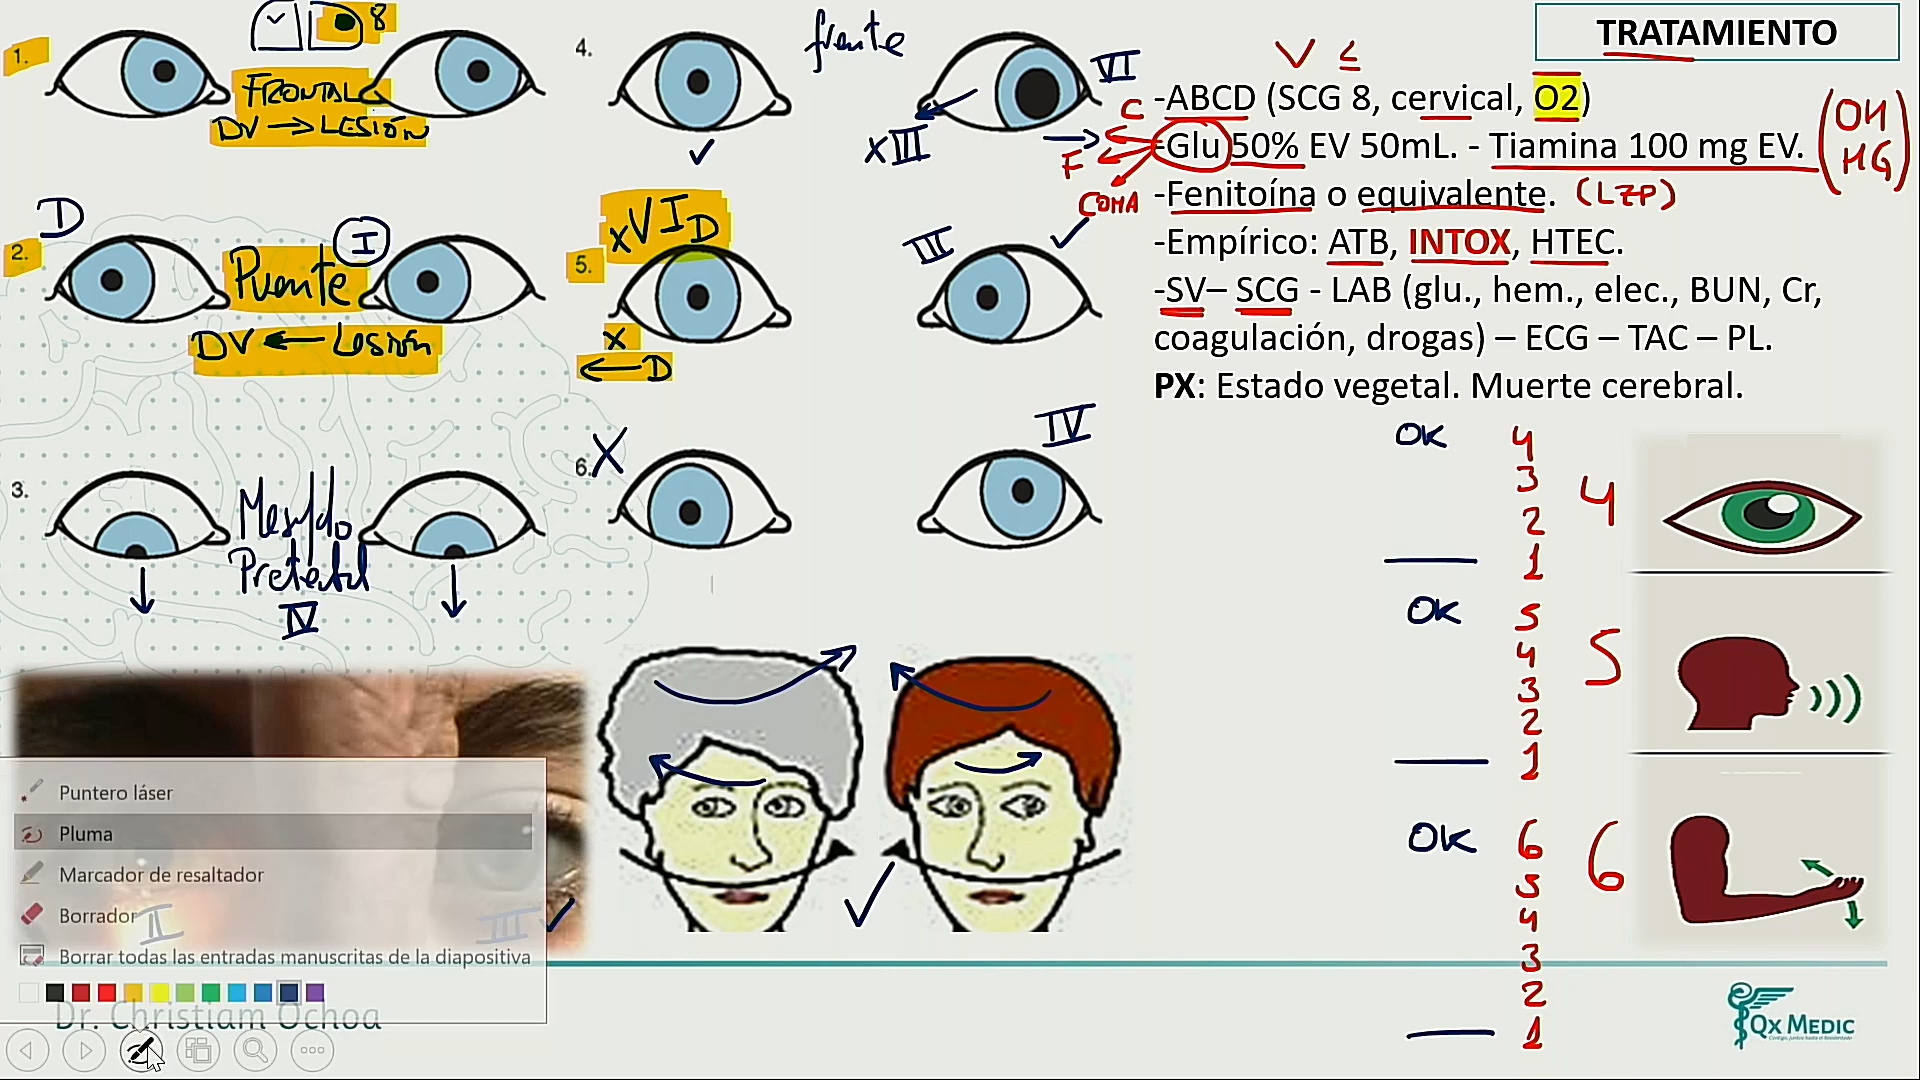 1.
8
FRONTAL
DV → LESIÓN
D
2.
Puente
I
DV ← Lesión
3.
Pretectal
IV
4.
frente
VI
XIII
III
xVI D
5.
x
← D
6.
X
IV
TRATAMIENTO
V ≤
-ABCD (SCG 8, cervical, O2)
-Glu 50% EV 50mL. - Tiamina 100 mg EV.
(OH
HG)
C
F
COMA
-Fenitoína o equivalente. (LZP)
-Empírico: ATB, INTOX, HTEC.
-SV– SCG - LAB (glu., hem., elec., BUN, Cr,
coagulación, drogas) – ECG – TAC – PL.
PX: Estado vegetal. Muerte cerebral.
OK 4
3
2
1
4
OK 5
4
3
2
1
5
OK 6
5
4
3
2
1
6
Puntero láser
Pluma
Marcador de resaltador
Borrador
II
III
Borrar todas las entradas manuscritas de la diapositiva
Dr. Christiam Ochoa
QX MEDIC